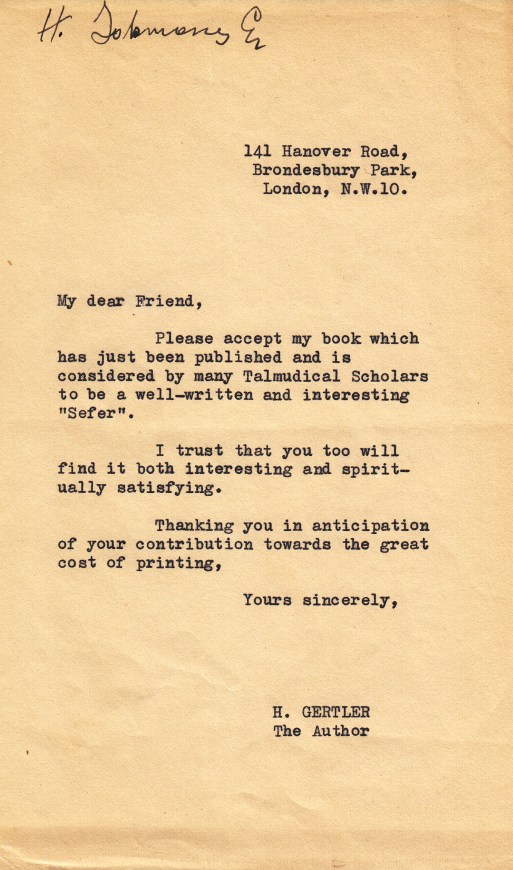 H.
141 Hanover Road,
Brondesbury Park,
London, N.W.10.
My dear Friend,
Please accept my book which
has just been published and is
considered by many Talmudical Scholars
to be a well-written and interesting
"Sefer".
I trust that you too will
find it both interesting and spirit-
ually satisfying.
Thanking you in anticipation
of your contribution towards the great
cost of printing,
Yours sincerely,
H. GERTLER
The Author